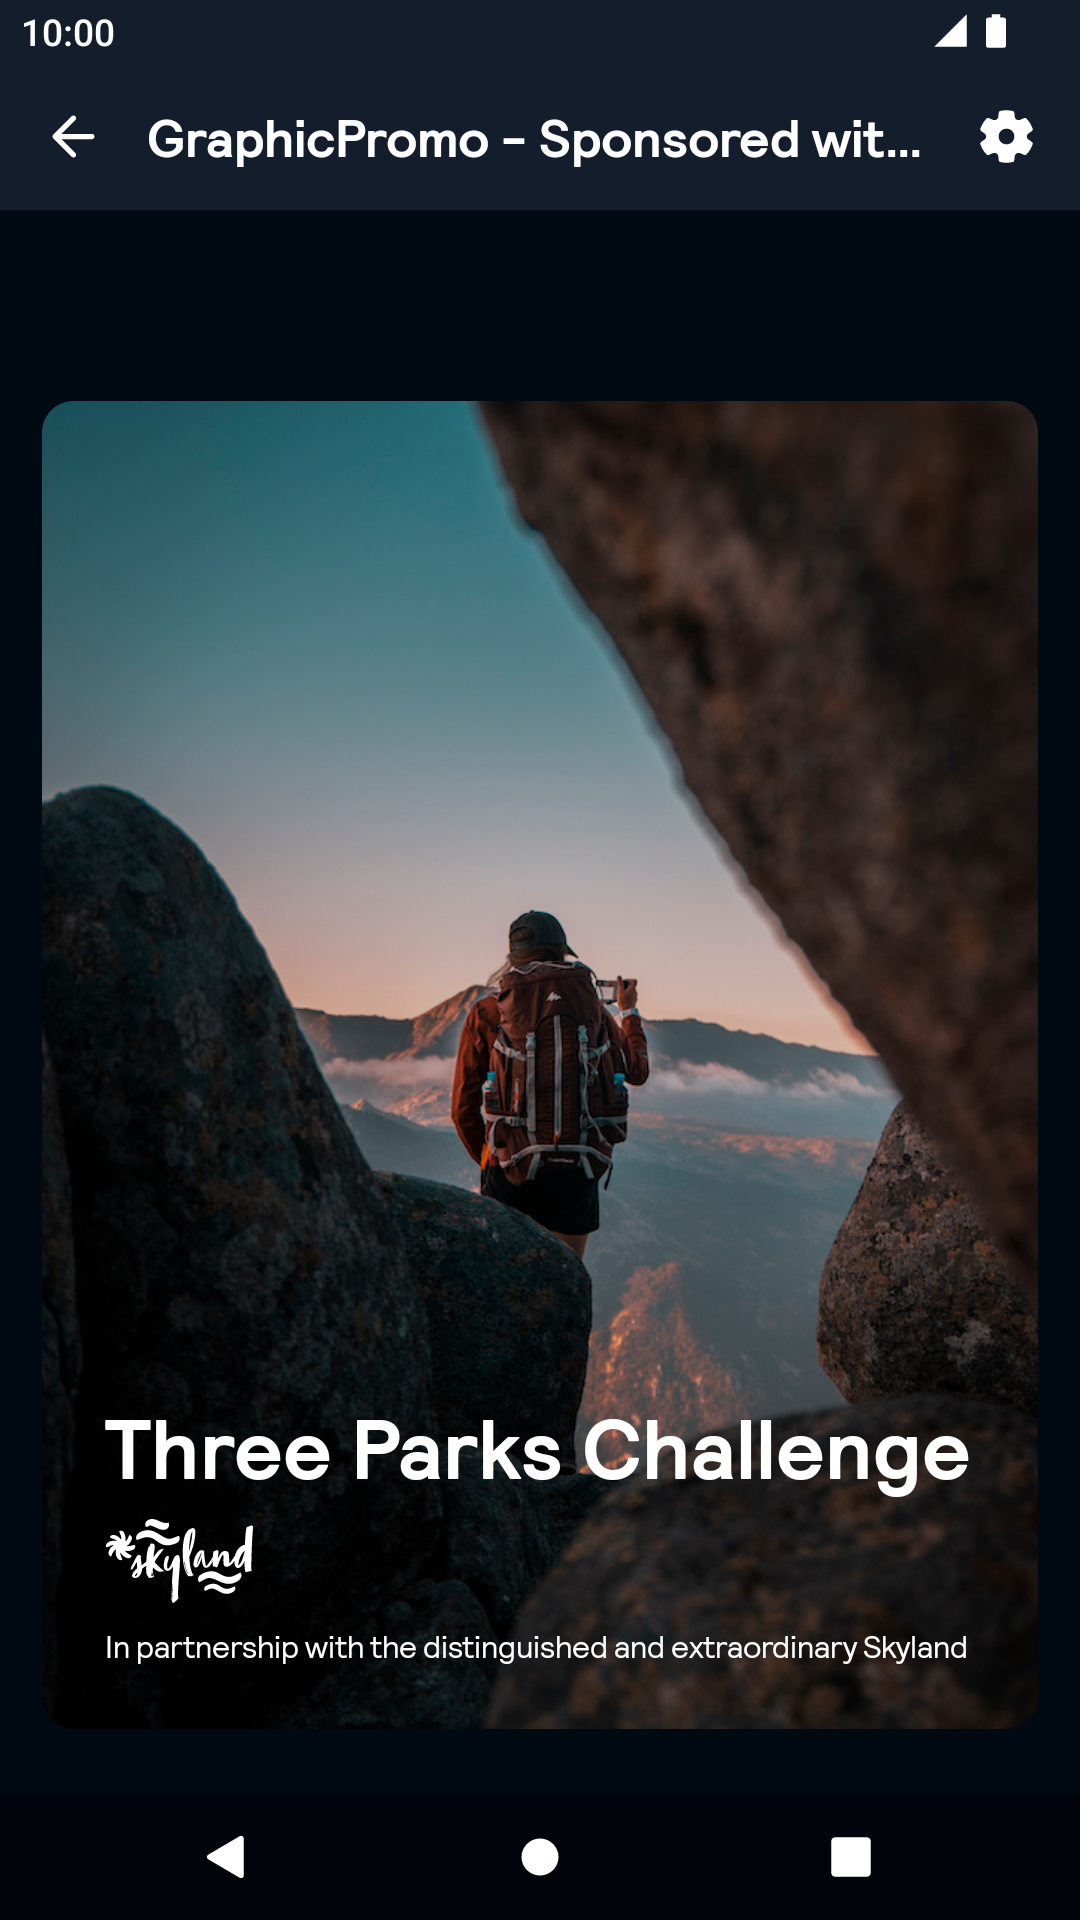 10:00
GraphicPromo - Sponsored wit...
Three Parks Challenge
skyland
In partnership with the distinguished and extraordinary Skyland